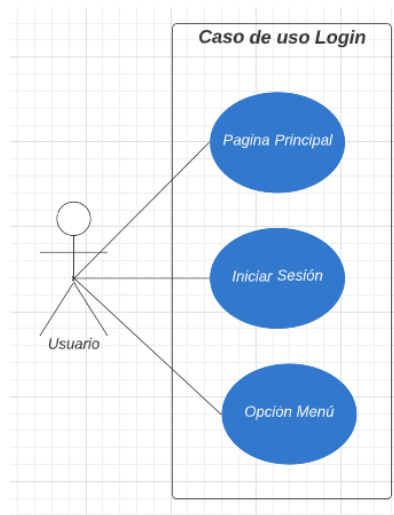 Caso de uso Login
Pagina Principal
Iniciar Sesión
Usuario
Opción Menú